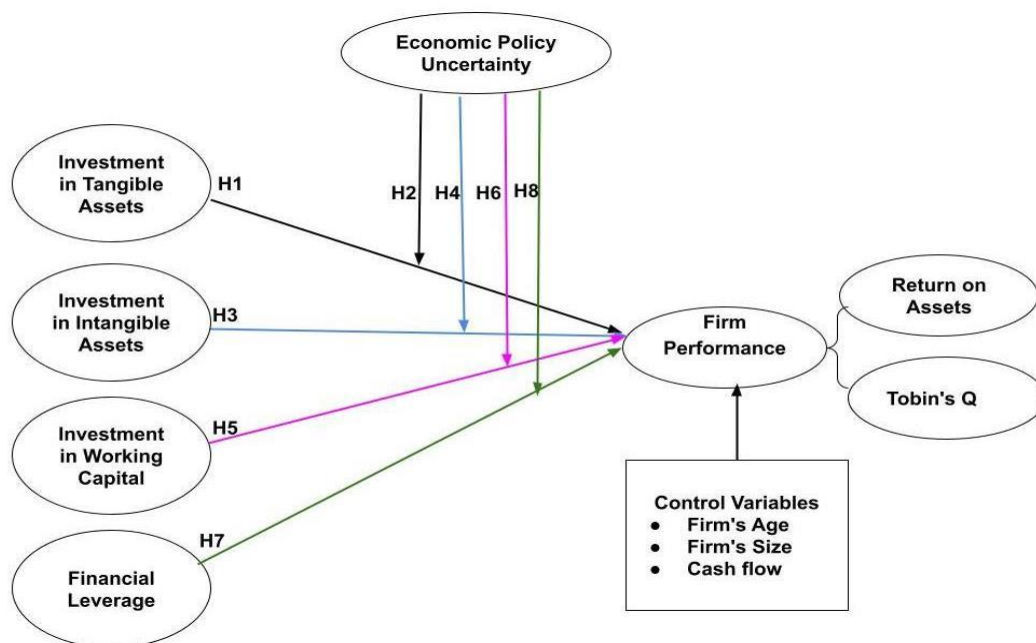 Economic Policy
Uncertainty
Investment
in Tangible
Assets
H1
H2
H4
H6
H8
Investment
in Intangible
Assets
H3
Firm
Performance
Return on
Assets
Tobin's Q
Investment
in Working
Capital
H5
Control Variables
● Firm's Age
● Firm's Size
● Cash flow
H7
Financial
Leverage